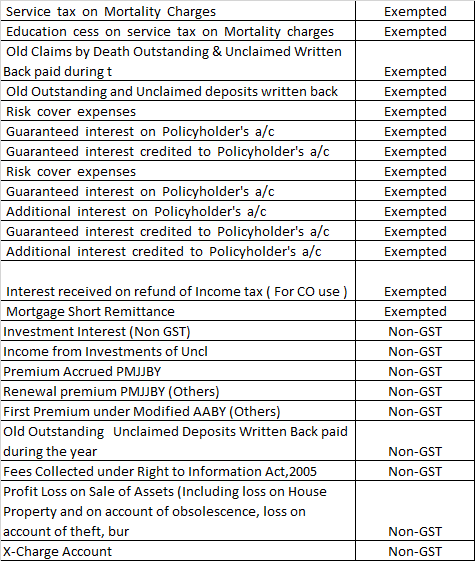 Service tax on Mortality Charges Exempted
Education cess on service tax on Mortality charges Exempted
Old Claims by Death Outstanding & Unclaimed Written
Back paid during t Exempted
Old Outstanding and Unclaimed deposits written back Exempted
Risk cover expenses Exempted
Guaranteed interest on Policyholder's a/c Exempted
Guaranteed interest credited to Policyholder's a/c Exempted
Risk cover expenses Exempted
Guaranteed interest on Policyholder's a/c Exempted
Additional interest on Policyholder's a/c Exempted
Guaranteed interest credited to Policyholder's a/c Exempted
Additional interest credited to Policyholder's a/c Exempted
Interest received on refund of Income tax ( For CO use ) Exempted
Mortgage Short Remittance Exempted
Investment Interest (Non GST) Non-GST
Income from Investments of Uncl Non-GST
Premium Accrued PMJJBY Non-GST
Renewal premium PMJJBY (Others) Non-GST
First Premium under Modified AABY (Others) Non-GST
Old Outstanding Unclaimed Deposits Written Back paid
during the year Non-GST
Fees Collected under Right to Information Act,2005 Non-GST
Profit Loss on Sale of Assets (Including loss on House
Property and on account of obsolescence, loss on
account of theft, bur Non-GST
X-Charge Account Non-GST